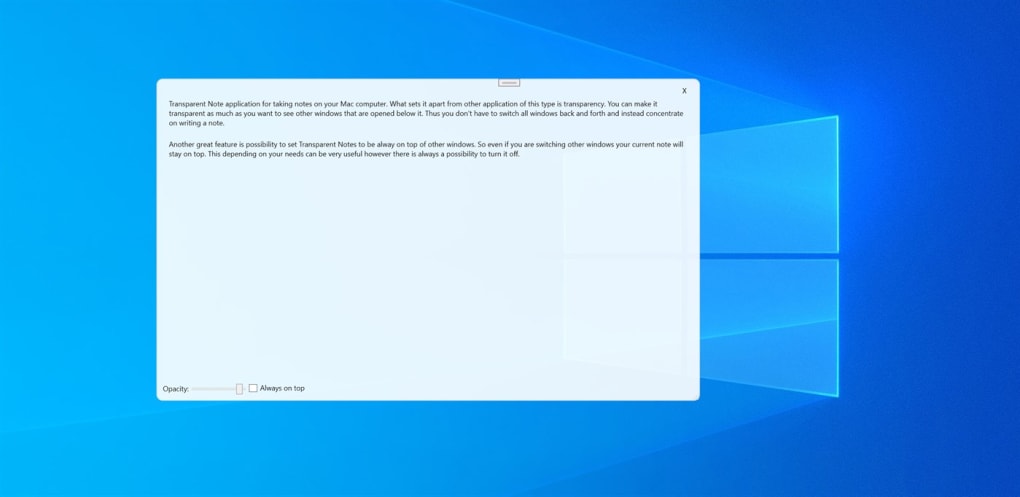 X
Transparent Note application for taking notes on your Mac computer. What sets it apart from other application of this type is transparency. You can make it
transparent as much as you want to see other windows that are opened below it. Thus you don't have to switch all windows back and forth and instead concentrate
on writing a note.
Another great feature is possibility to set Transparent Notes to be alway on top of other windows. So even if you are switching other windows your current note will
stay on top. This depending on your needs can be very useful however there is always a possibility to turn it off.
Opacity: Always on top